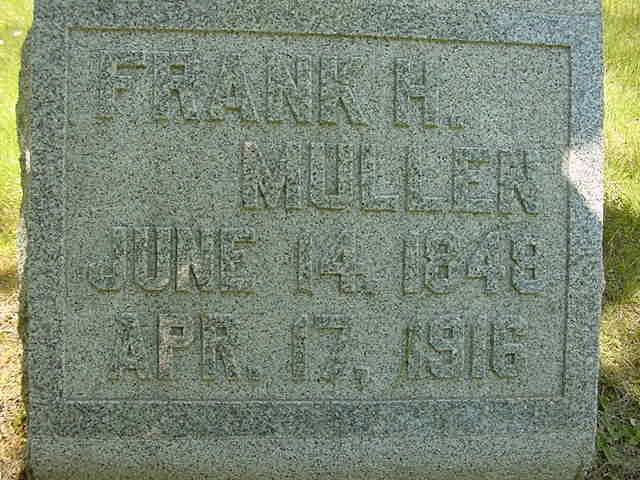 FRANK H.
MULLER
JUNE 14, 1848
APR. 17, 1916